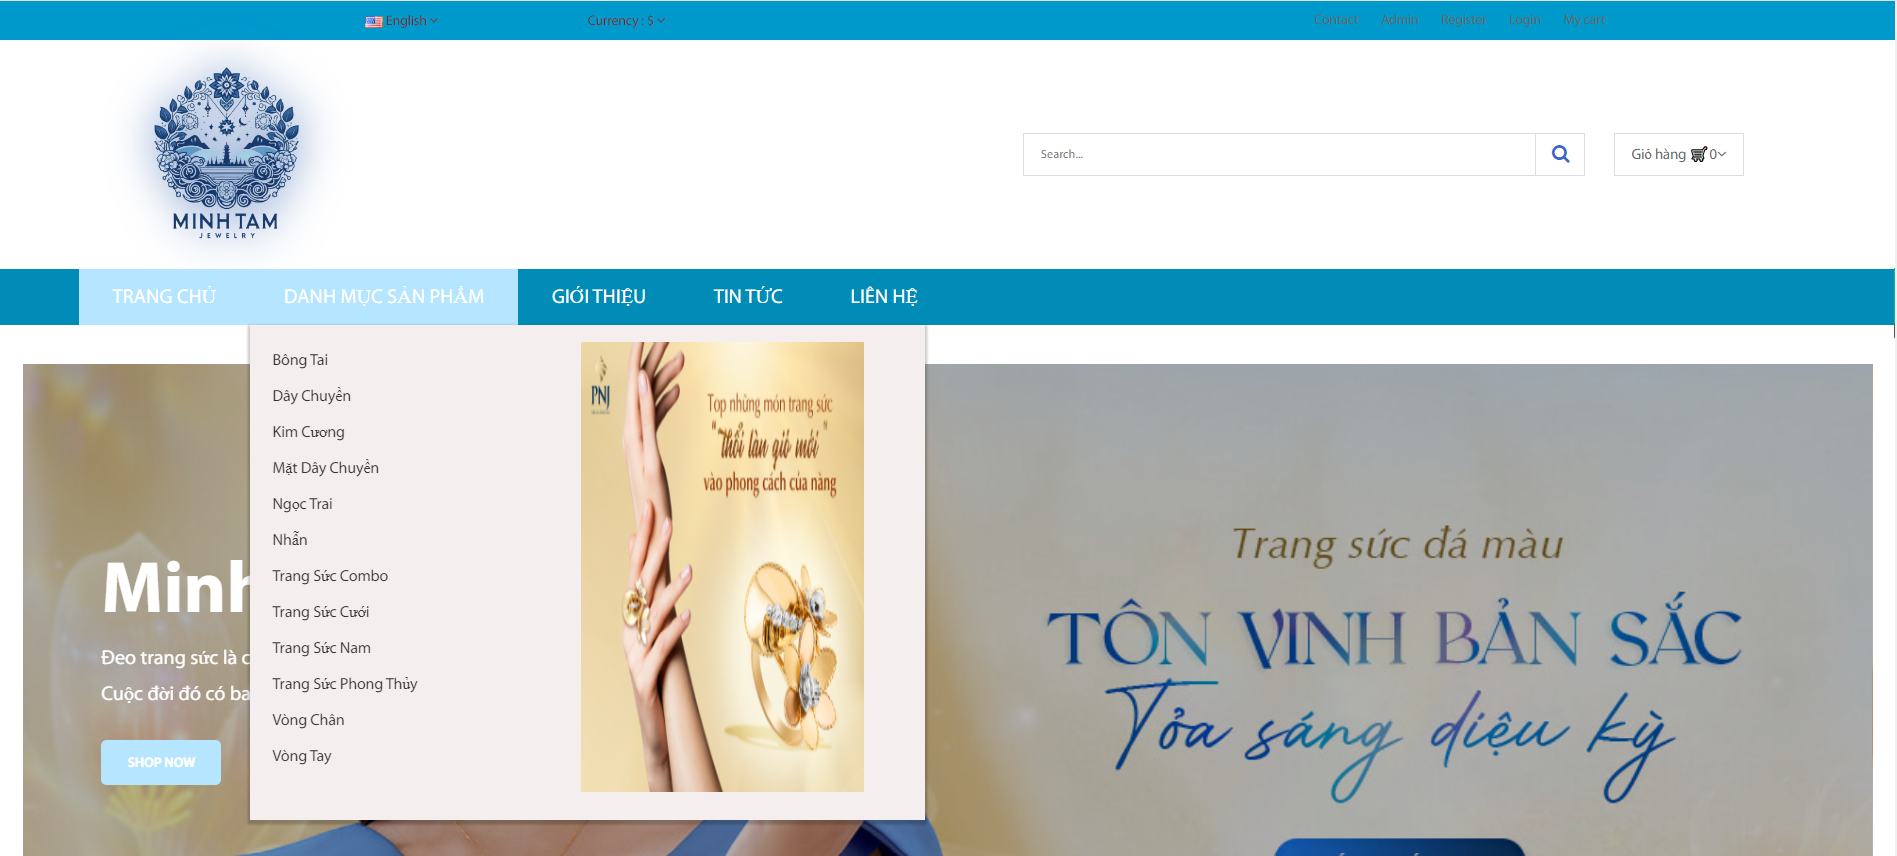 English
Currency : $
Contact Admin Register Login My cart
MINH TAM
JEWELRY
Search...
Giỏ hàng 0
TRANG CHỦ DANH MỤC SẢN PHẨM GIỚI THIỆU TIN TỨC LIÊN HỆ
Bông Tai
Dây Chuyền
Kim Cương
Mặt Dây Chuyền
Ngọc Trai
Nhẫn
Trang Sức Combo
Trang Sức Cưới
Trang Sức Nam
Trang Sức Phong Thủy
Vòng Chân
Vòng Tay
PNJ
Top những món trang sức
"thổi làn gió mới"
vào phong cách của nàng
Minh
Đeo trang sức là c
Cuộc đời đó có ba
SHOP NOW
Trang sức đá màu
TÔN VINH BẢN SẮC
Tỏa sáng diệu kỳ